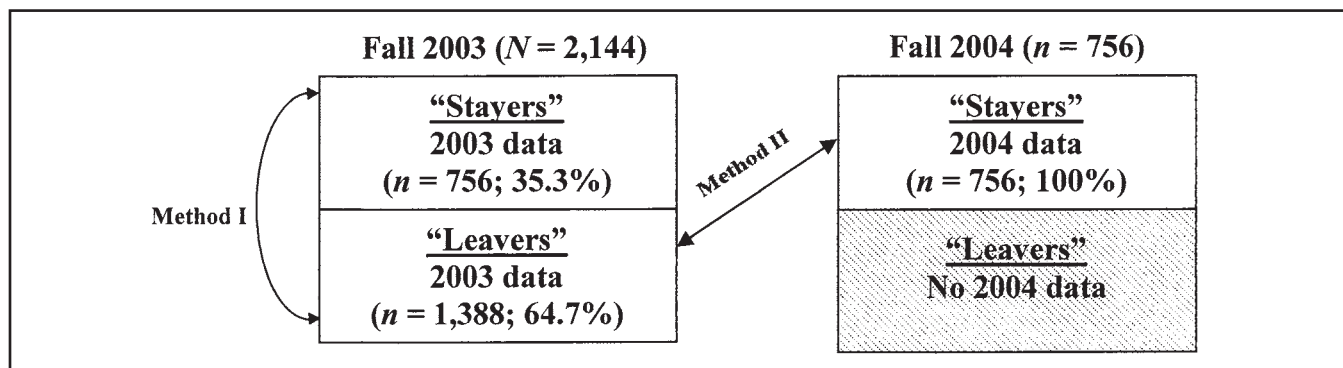 Fall 2003 (N = 2,144)
"Stayers"
2003 data
(n = 756; 35.3%)
"Leavers"
2003 data
(n = 1,388; 64.7%)
Method I
Method II
Fall 2004 (n = 756)
"Stayers"
2004 data
(n = 756; 100%)
"Leavers"
No 2004 data